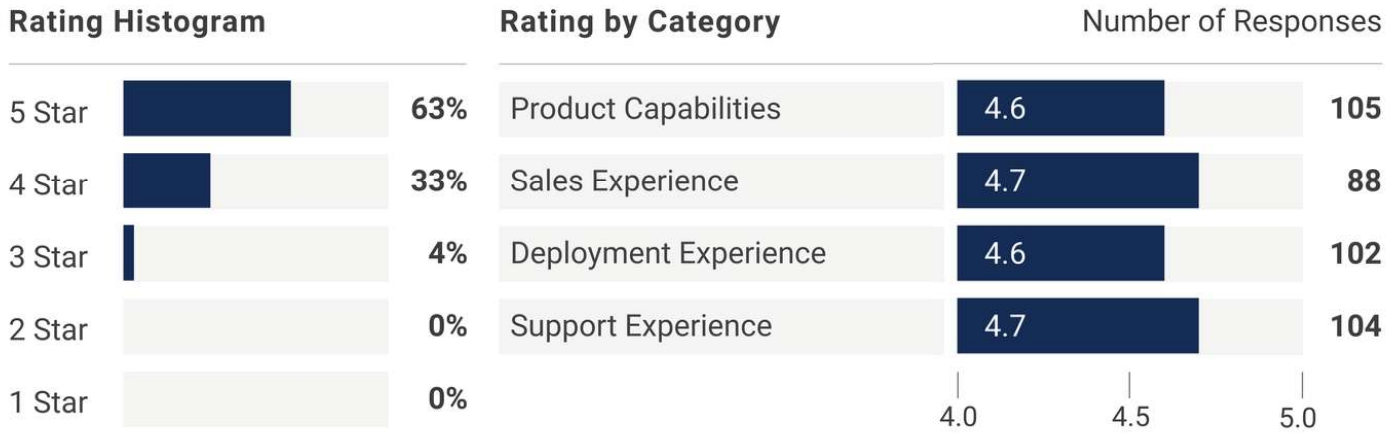 Rating Histogram
5 Star 63%
4 Star 33%
3 Star 4%
2 Star 0%
1 Star 0%
Rating by Category Number of Responses
Product Capabilities 4.6 105
Sales Experience 4.7 88
Deployment Experience 4.6 102
Support Experience 4.7 104
4.0 4.5 5.0